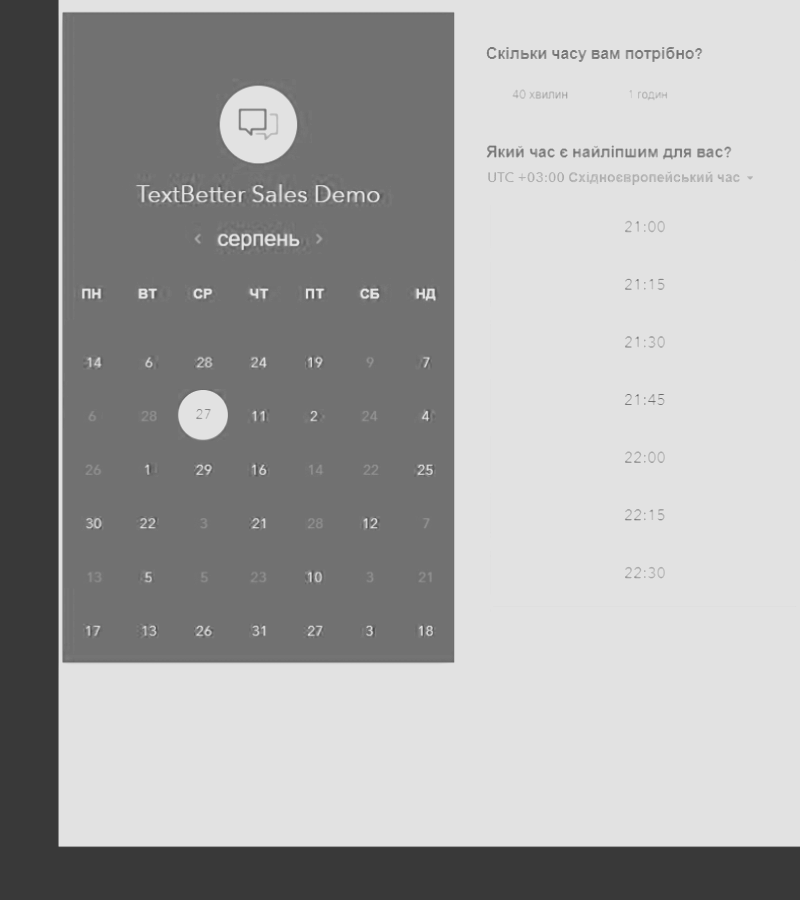 Скільки часу вам потрібно?
40 хвилин 1 годин
Який час є найліпшим для вас?
UTC +03:00 Східноєвропейський час
21:00
21:15
21:30
21:45
22:00
22:15
22:30
TextBetter Sales Demo
серпень
ПН ВТ СР ЧТ ПТ СБ НД
14 6 28 24 19 9 7
6 28 27 11 2 24 4
26 1 29 16 14 22 25
30 22 3 21 28 12 7
13 5 5 23 10 3 21
17 13 26 31 27 3 18